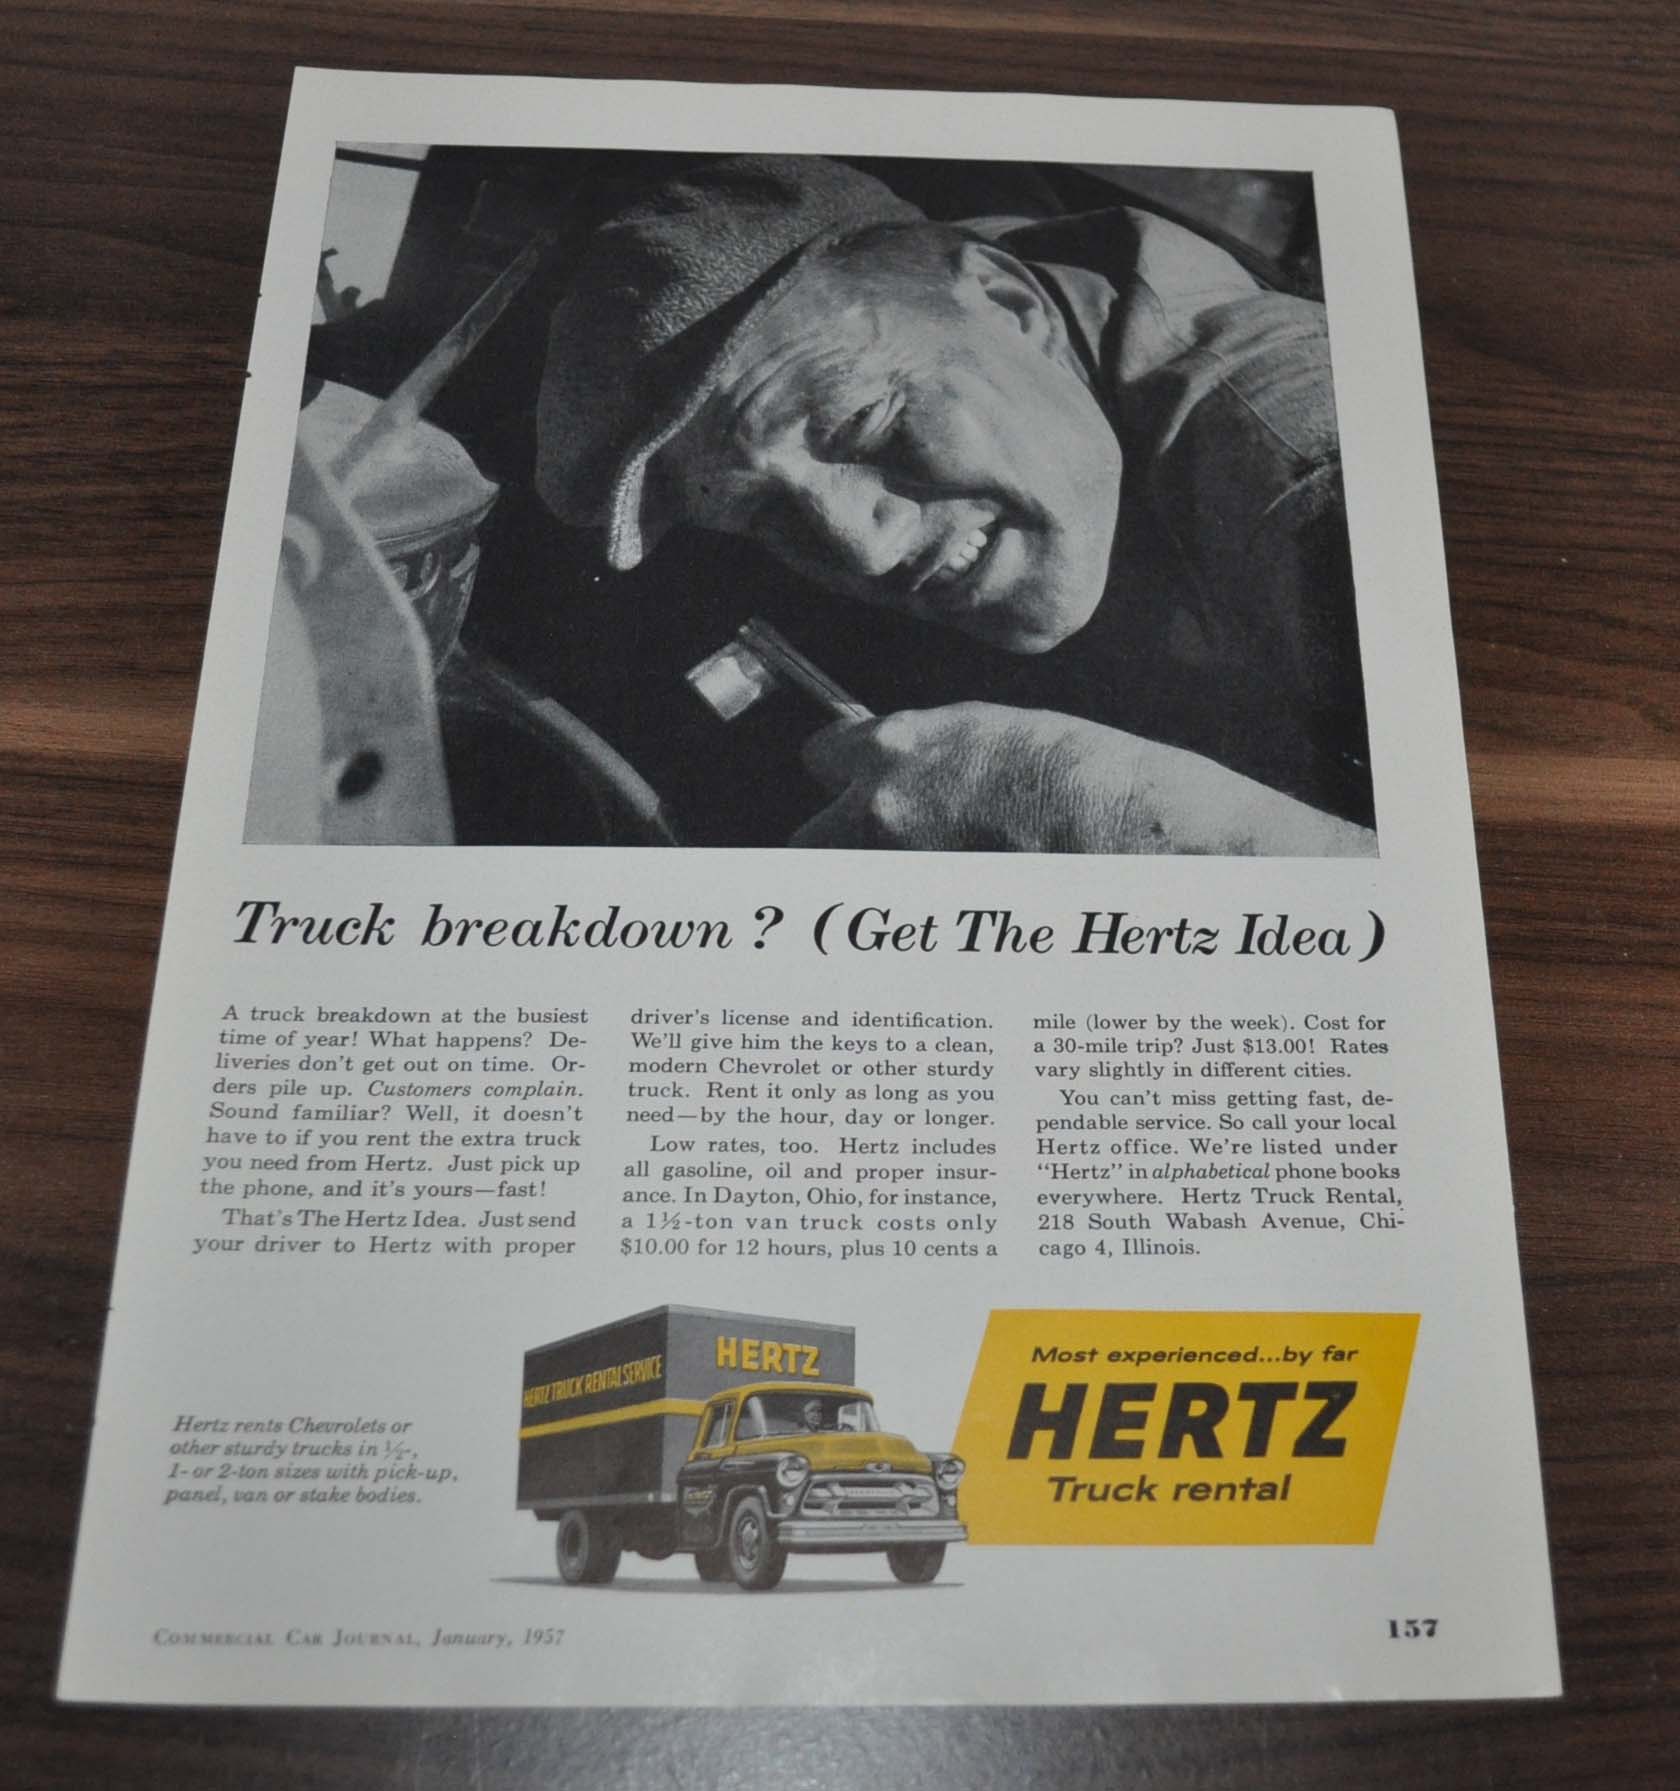 Truck breakdown? (Get The Hertz Idea)
A truck breakdown at the busiest
time of year! What happens? De-
liveries don't get out on time. Or-
ders pile up. Customers complain.
Sound familiar? Well, it doesn't
have to if you rent the extra truck
you need from Hertz. Just pick up
the phone, and it's yours—fast!
That's The Hertz Idea. Just send
your driver to Hertz with proper
driver's license and identification.
We'll give him the keys to a clean,
modern Chevrolet or other sturdy
truck. Rent it only as long as you
need—by the hour, day or longer.
Low rates, too. Hertz includes
all gasoline, oil and proper insur-
ance. In Dayton, Ohio, for instance,
a 1½-ton van truck costs only
$10.00 for 12 hours, plus 10 cents a
mile (lower by the week). Cost for
a 30-mile trip? Just $13.00! Rates
vary slightly in different cities.
You can't miss getting fast, de-
pendable service. So call your local
Hertz office. We're listed under
"Hertz" in alphabetical phone books
everywhere. Hertz Truck Rental,
218 South Wabash Avenue, Chi-
cago 4, Illinois.
Hertz rents Chevrolets or
other sturdy trucks in ½-,
1- or 2-ton sizes with pick-up,
panel, van or stake bodies.
HERTZ TRUCK RENTAL SERVICE
HERTZ
Most experienced...by far
HERTZ
Truck rental
COMMERCIAL CAR JOURNAL, January, 1957
157